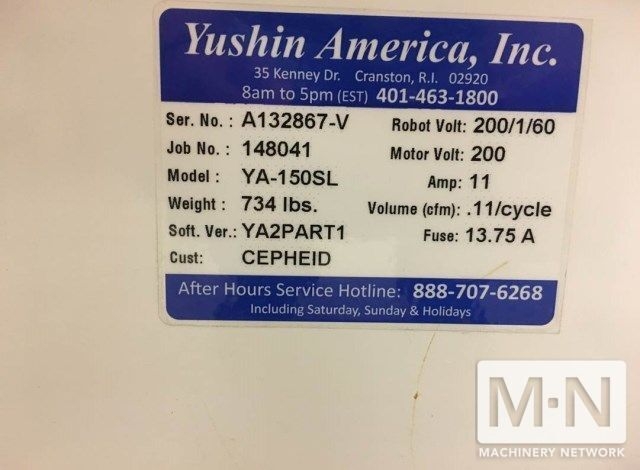 Yushin America, Inc.
35 Kenney Dr. Cranston, R.I. 02920
8am to 5pm (EST) 401-463-1800
Ser. No. : A132867-V Robot Volt: 200/1/60
Job No. : 148041 Motor Volt: 200
Model : YA-150SL Amp: 11
Weight : 734 lbs. Volume (cfm): .11/cycle
Soft. Ver.: YA2PART1 Fuse: 13.75 A
Cust: CEPHEID
After Hours Service Hotline: 888-707-6268
Including Saturday, Sunday & Holidays
M·N
MACHINERY NETWORK